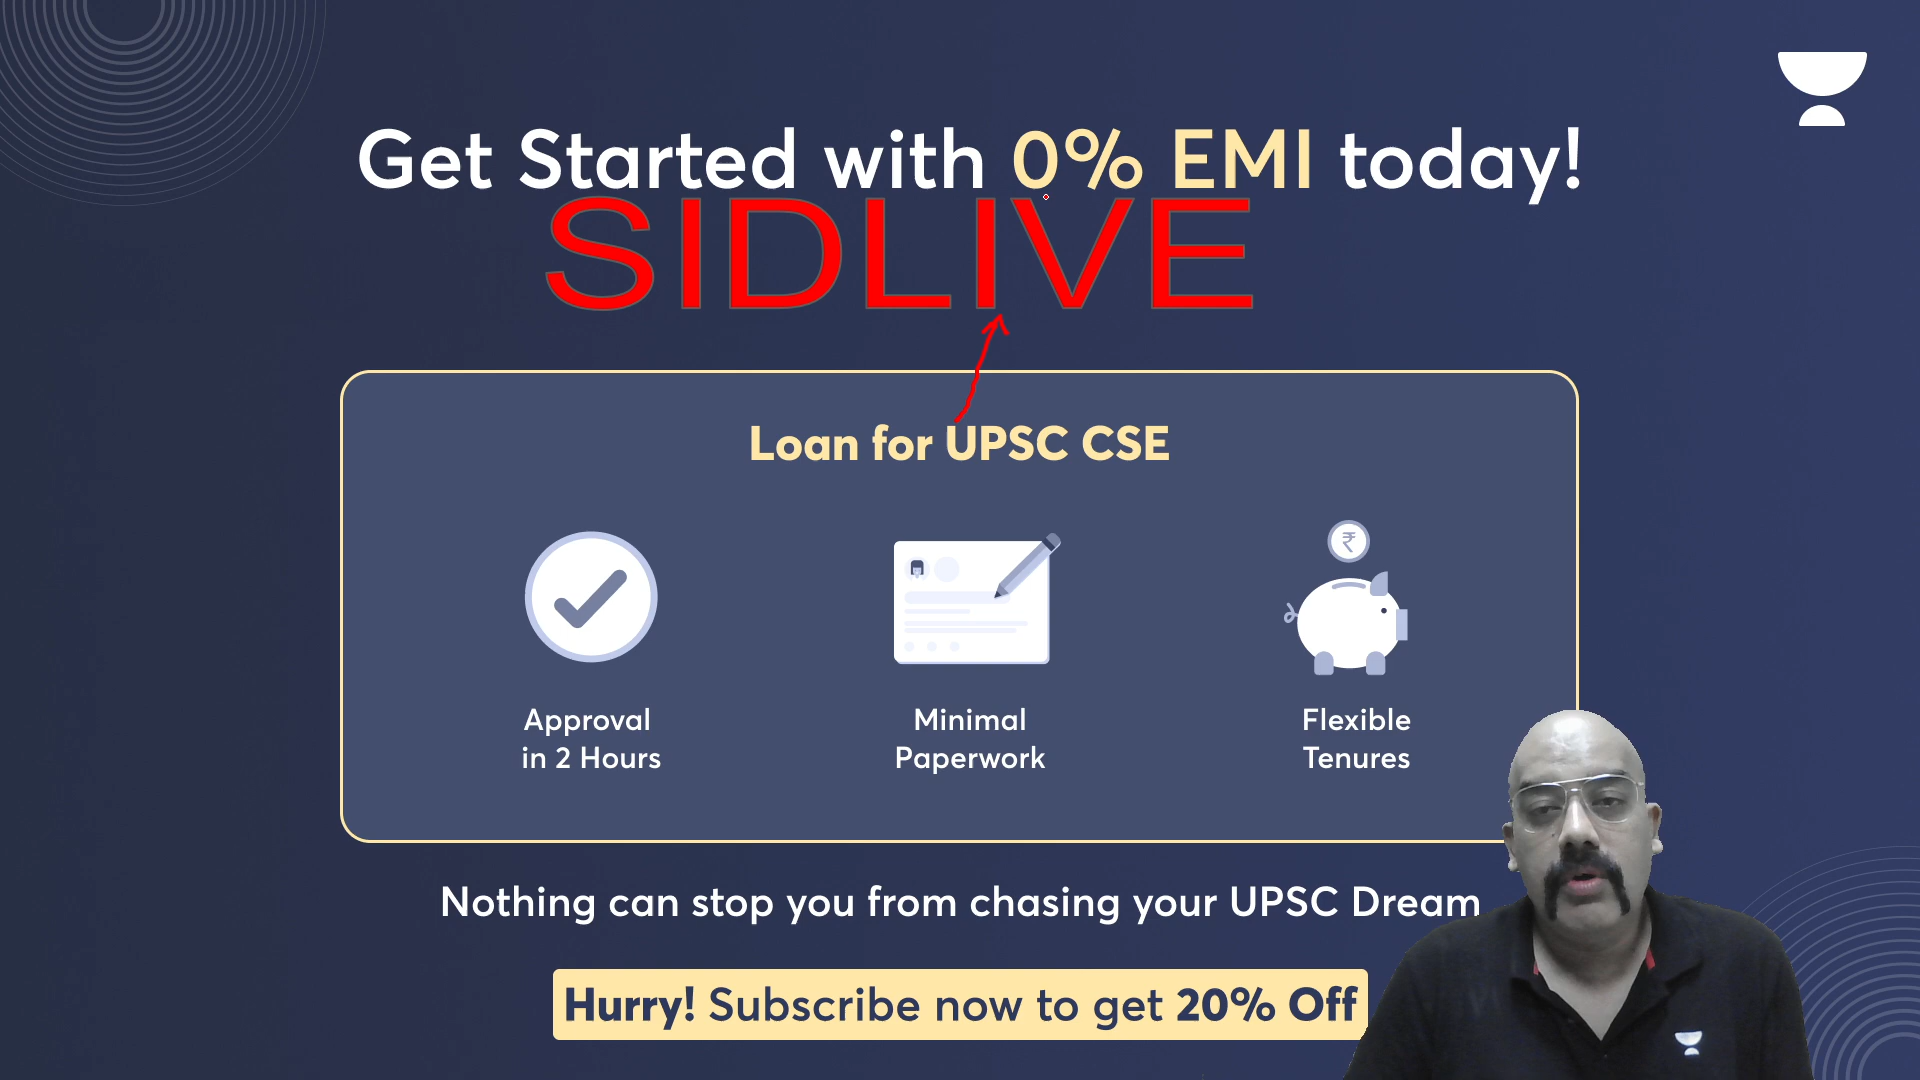 Get Started with 0% EMI today!
SIDLIVE
Loan for UPSC CSE
Approval
in 2 Hours
Minimal
Paperwork
Flexible
Tenures
Nothing can stop you from chasing your UPSC Dream
Hurry! Subscribe now to get 20% Off